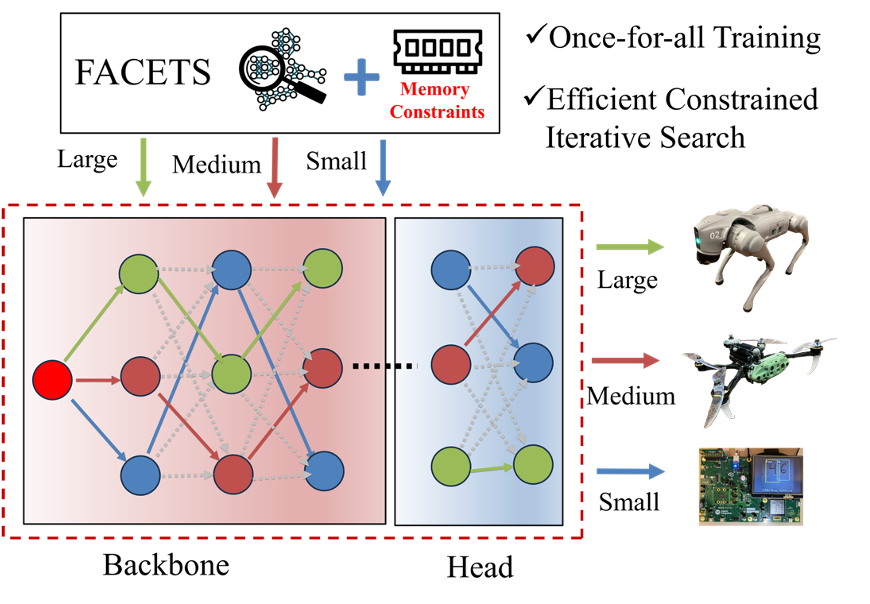 FACETS
Memory
Constraints
✓Once-for-all Training
✓Efficient Constrained
Iterative Search
Large
Medium
Small
02
Large
Medium
Small
Backbone
Head